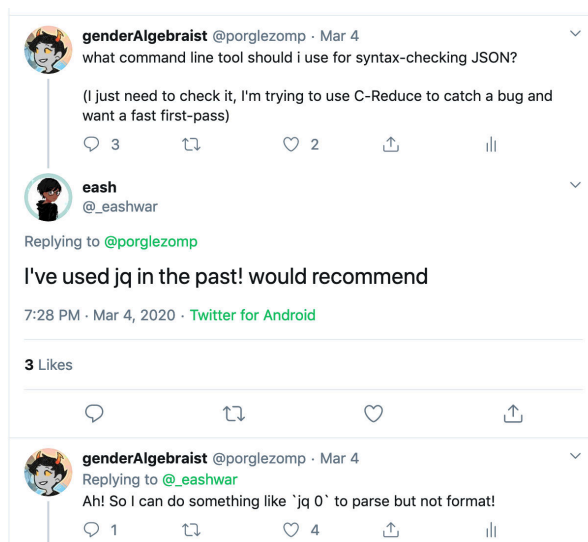 genderAlgebraist @porglezomp · Mar 4
what command line tool should i use for syntax-checking JSON?
(I just need to check it, I'm trying to use C-Reduce to catch a bug and
want a fast first-pass)
3 2
eash
@_eashwar
Replying to @porglezomp
I've used jq in the past! would recommend
7:28 PM · Mar 4, 2020 · Twitter for Android
3 Likes
genderAlgebraist @porglezomp · Mar 4
Replying to @_eashwar
Ah! So I can do something like `jq 0` to parse but not format!
1 4